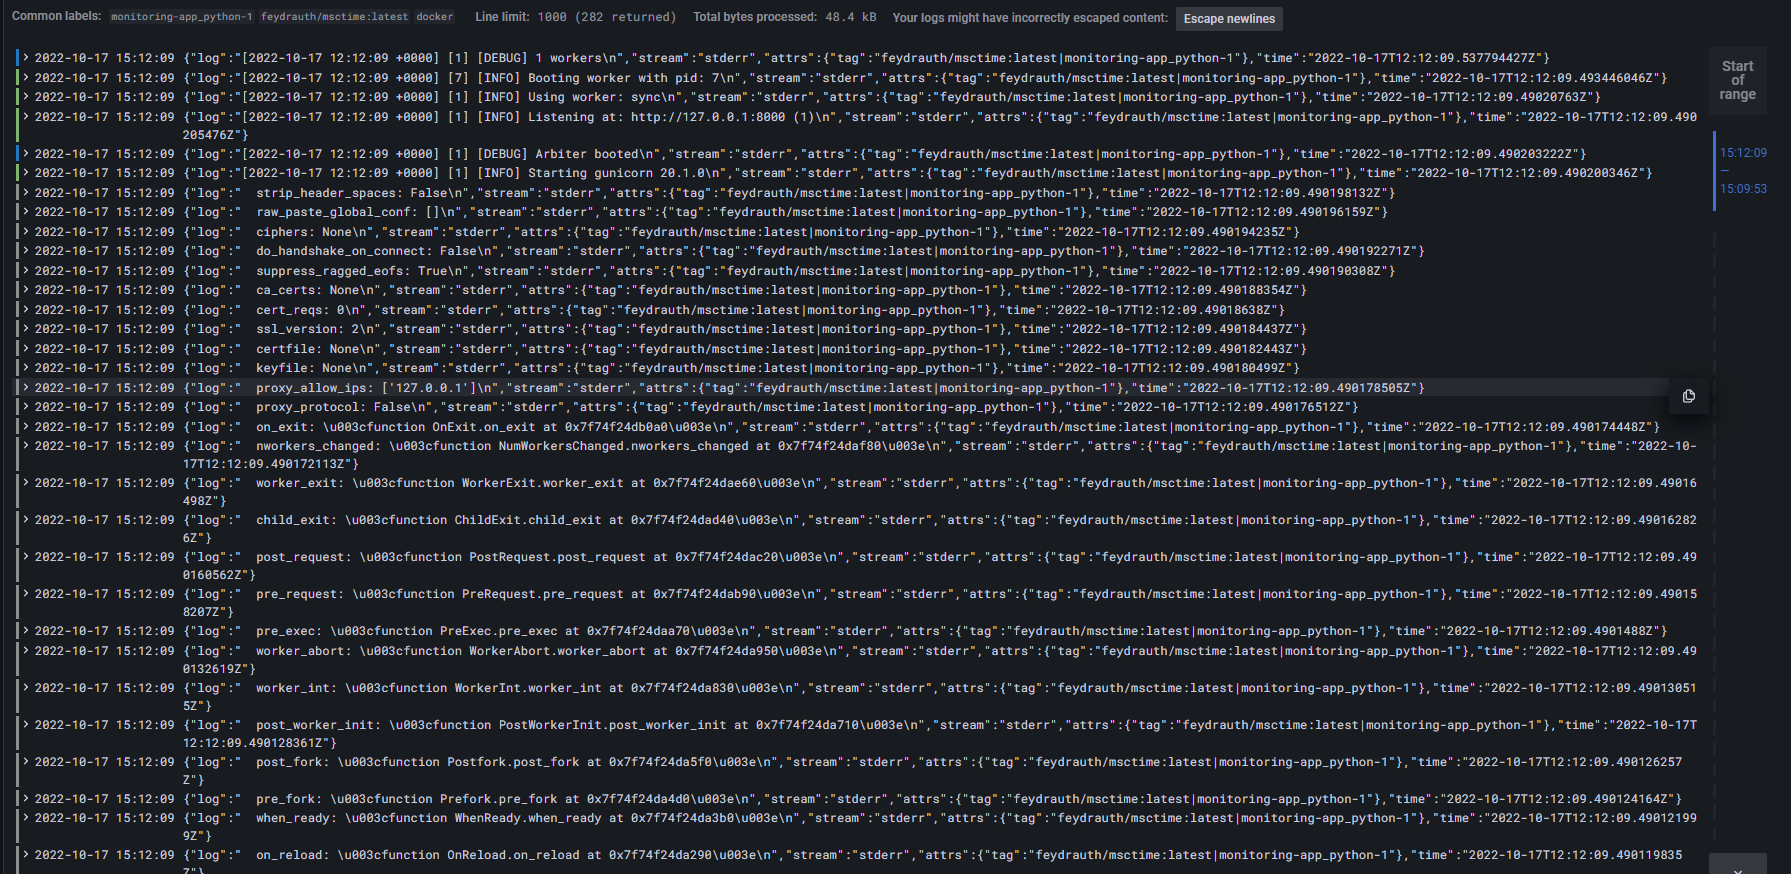 Common labels: monitoring-app_python-1 feydrauth/msctime:latest docker Line limit: 1000 (282 returned) Total bytes processed: 48.4 kB Your logs might have incorrectly escaped content: Escape newlines
2022-10-17 15:12:09 {"log":"[2022-10-17 12:12:09 +0000] [1] [DEBUG] 1 workers\n","stream":"stderr","attrs":{"tag":"feydrauth/msctime:latest|monitoring-app_python-1"},"time":"2022-10-17T12:12:09.537794427Z"}
2022-10-17 15:12:09 {"log":"[2022-10-17 12:12:09 +0000] [7] [INFO] Booting worker with pid: 7\n","stream":"stderr","attrs":{"tag":"feydrauth/msctime:latest|monitoring-app_python-1"},"time":"2022-10-17T12:12:09.493446046Z"}
2022-10-17 15:12:09 {"log":"[2022-10-17 12:12:09 +0000] [1] [INFO] Using worker: sync\n","stream":"stderr","attrs":{"tag":"feydrauth/msctime:latest|monitoring-app_python-1"},"time":"2022-10-17T12:12:09.49020763Z"}
2022-10-17 15:12:09 {"log":"[2022-10-17 12:12:09 +0000] [1] [INFO] Listening at: http://127.0.0.1:8000 (1)\n","stream":"stderr","attrs":{"tag":"feydrauth/msctime:latest|monitoring-app_python-1"},"time":"2022-10-17T12:12:09.490
205476Z"}
2022-10-17 15:12:09 {"log":"[2022-10-17 12:12:09 +0000] [1] [DEBUG] Arbiter booted\n","stream":"stderr","attrs":{"tag":"feydrauth/msctime:latest|monitoring-app_python-1"},"time":"2022-10-17T12:12:09.490203222Z"}
2022-10-17 15:12:09 {"log":"[2022-10-17 12:12:09 +0000] [1] [INFO] Starting gunicorn 20.1.0\n","stream":"stderr","attrs":{"tag":"feydrauth/msctime:latest|monitoring-app_python-1"},"time":"2022-10-17T12:12:09.490200346Z"}
2022-10-17 15:12:09 {"log":"  strip_header_spaces: False\n","stream":"stderr","attrs":{"tag":"feydrauth/msctime:latest|monitoring-app_python-1"},"time":"2022-10-17T12:12:09.490198132Z"}
2022-10-17 15:12:09 {"log":"  raw_paste_global_conf: []\n","stream":"stderr","attrs":{"tag":"feydrauth/msctime:latest|monitoring-app_python-1"},"time":"2022-10-17T12:12:09.490196159Z"}
2022-10-17 15:12:09 {"log":"  ciphers: None\n","stream":"stderr","attrs":{"tag":"feydrauth/msctime:latest|monitoring-app_python-1"},"time":"2022-10-17T12:12:09.490194235Z"}
2022-10-17 15:12:09 {"log":"  do_handshake_on_connect: False\n","stream":"stderr","attrs":{"tag":"feydrauth/msctime:latest|monitoring-app_python-1"},"time":"2022-10-17T12:12:09.490192271Z"}
2022-10-17 15:12:09 {"log":"  suppress_ragged_eofs: True\n","stream":"stderr","attrs":{"tag":"feydrauth/msctime:latest|monitoring-app_python-1"},"time":"2022-10-17T12:12:09.490190308Z"}
2022-10-17 15:12:09 {"log":"  ca_certs: None\n","stream":"stderr","attrs":{"tag":"feydrauth/msctime:latest|monitoring-app_python-1"},"time":"2022-10-17T12:12:09.490188354Z"}
2022-10-17 15:12:09 {"log":"  cert_reqs: 0\n","stream":"stderr","attrs":{"tag":"feydrauth/msctime:latest|monitoring-app_python-1"},"time":"2022-10-17T12:12:09.49018638Z"}
2022-10-17 15:12:09 {"log":"  ssl_version: 2\n","stream":"stderr","attrs":{"tag":"feydrauth/msctime:latest|monitoring-app_python-1"},"time":"2022-10-17T12:12:09.490184437Z"}
2022-10-17 15:12:09 {"log":"  certfile: None\n","stream":"stderr","attrs":{"tag":"feydrauth/msctime:latest|monitoring-app_python-1"},"time":"2022-10-17T12:12:09.490182443Z"}
2022-10-17 15:12:09 {"log":"  keyfile: None\n","stream":"stderr","attrs":{"tag":"feydrauth/msctime:latest|monitoring-app_python-1"},"time":"2022-10-17T12:12:09.490180499Z"}
2022-10-17 15:12:09 {"log":"  proxy_allow_ips: ['127.0.0.1']\n","stream":"stderr","attrs":{"tag":"feydrauth/msctime:latest|monitoring-app_python-1"},"time":"2022-10-17T12:12:09.490178505Z"}
2022-10-17 15:12:09 {"log":"  proxy_protocol: False\n","stream":"stderr","attrs":{"tag":"feydrauth/msctime:latest|monitoring-app_python-1"},"time":"2022-10-17T12:12:09.490176512Z"}
2022-10-17 15:12:09 {"log":"  on_exit: \u003cfunction OnExit.on_exit at 0x7f74f24db0a0\u003e\n","stream":"stderr","attrs":{"tag":"feydrauth/msctime:latest|monitoring-app_python-1"},"time":"2022-10-17T12:12:09.490174448Z"}
2022-10-17 15:12:09 {"log":"  nworkers_changed: \u003cfunction NumWorkersChanged.nworkers_changed at 0x7f74f24daf80\u003e\n","stream":"stderr","attrs":{"tag":"feydrauth/msctime:latest|monitoring-app_python-1"},"time":"2022-10-
17T12:12:09.490172113Z"}
2022-10-17 15:12:09 {"log":"  worker_exit: \u003cfunction WorkerExit.worker_exit at 0x7f74f24dae60\u003e\n","stream":"stderr","attrs":{"tag":"feydrauth/msctime:latest|monitoring-app_python-1"},"time":"2022-10-17T12:12:09.49016
498Z"}
2022-10-17 15:12:09 {"log":"  child_exit: \u003cfunction ChildExit.child_exit at 0x7f74f24dad40\u003e\n","stream":"stderr","attrs":{"tag":"feydrauth/msctime:latest|monitoring-app_python-1"},"time":"2022-10-17T12:12:09.49016282
6Z"}
2022-10-17 15:12:09 {"log":"  post_request: \u003cfunction PostRequest.post_request at 0x7f74f24dac20\u003e\n","stream":"stderr","attrs":{"tag":"feydrauth/msctime:latest|monitoring-app_python-1"},"time":"2022-10-17T12:12:09.49
0160562Z"}
2022-10-17 15:12:09 {"log":"  pre_request: \u003cfunction PreRequest.pre_request at 0x7f74f24dab90\u003e\n","stream":"stderr","attrs":{"tag":"feydrauth/msctime:latest|monitoring-app_python-1"},"time":"2022-10-17T12:12:09.49015
8207Z"}
2022-10-17 15:12:09 {"log":"  pre_exec: \u003cfunction PreExec.pre_exec at 0x7f74f24daa70\u003e\n","stream":"stderr","attrs":{"tag":"feydrauth/msctime:latest|monitoring-app_python-1"},"time":"2022-10-17T12:12:09.4901488Z"}
2022-10-17 15:12:09 {"log":"  worker_abort: \u003cfunction WorkerAbort.worker_abort at 0x7f74f24da950\u003e\n","stream":"stderr","attrs":{"tag":"feydrauth/msctime:latest|monitoring-app_python-1"},"time":"2022-10-17T12:12:09.49
0132619Z"}
2022-10-17 15:12:09 {"log":"  worker_int: \u003cfunction WorkerInt.worker_int at 0x7f74f24da830\u003e\n","stream":"stderr","attrs":{"tag":"feydrauth/msctime:latest|monitoring-app_python-1"},"time":"2022-10-17T12:12:09.49013051
5Z"}
2022-10-17 15:12:09 {"log":"  post_worker_init: \u003cfunction PostWorkerInit.post_worker_init at 0x7f74f24da710\u003e\n","stream":"stderr","attrs":{"tag":"feydrauth/msctime:latest|monitoring-app_python-1"},"time":"2022-10-17T
12:12:09.490128361Z"}
2022-10-17 15:12:09 {"log":"  post_fork: \u003cfunction Postfork.post_fork at 0x7f74f24da5f0\u003e\n","stream":"stderr","attrs":{"tag":"feydrauth/msctime:latest|monitoring-app_python-1"},"time":"2022-10-17T12:12:09.490126257
Z"}
2022-10-17 15:12:09 {"log":"  pre_fork: \u003cfunction Prefork.pre_fork at 0x7f74f24da4d0\u003e\n","stream":"stderr","attrs":{"tag":"feydrauth/msctime:latest|monitoring-app_python-1"},"time":"2022-10-17T12:12:09.490124164Z"}
2022-10-17 15:12:09 {"log":"  when_ready: \u003cfunction WhenReady.when_ready at 0x7f74f24da3b0\u003e\n","stream":"stderr","attrs":{"tag":"feydrauth/msctime:latest|monitoring-app_python-1"},"time":"2022-10-17T12:12:09.49012199
9Z"}
2022-10-17 15:12:09 {"log":"  on_reload: \u003cfunction OnReload.on_reload at 0x7f74f24da290\u003e\n","stream":"stderr","attrs":{"tag":"feydrauth/msctime:latest|monitoring-app_python-1"},"time":"2022-10-17T12:12:09.490119835
Z"}
Start
of
range
15:12:09
—
15:09:53